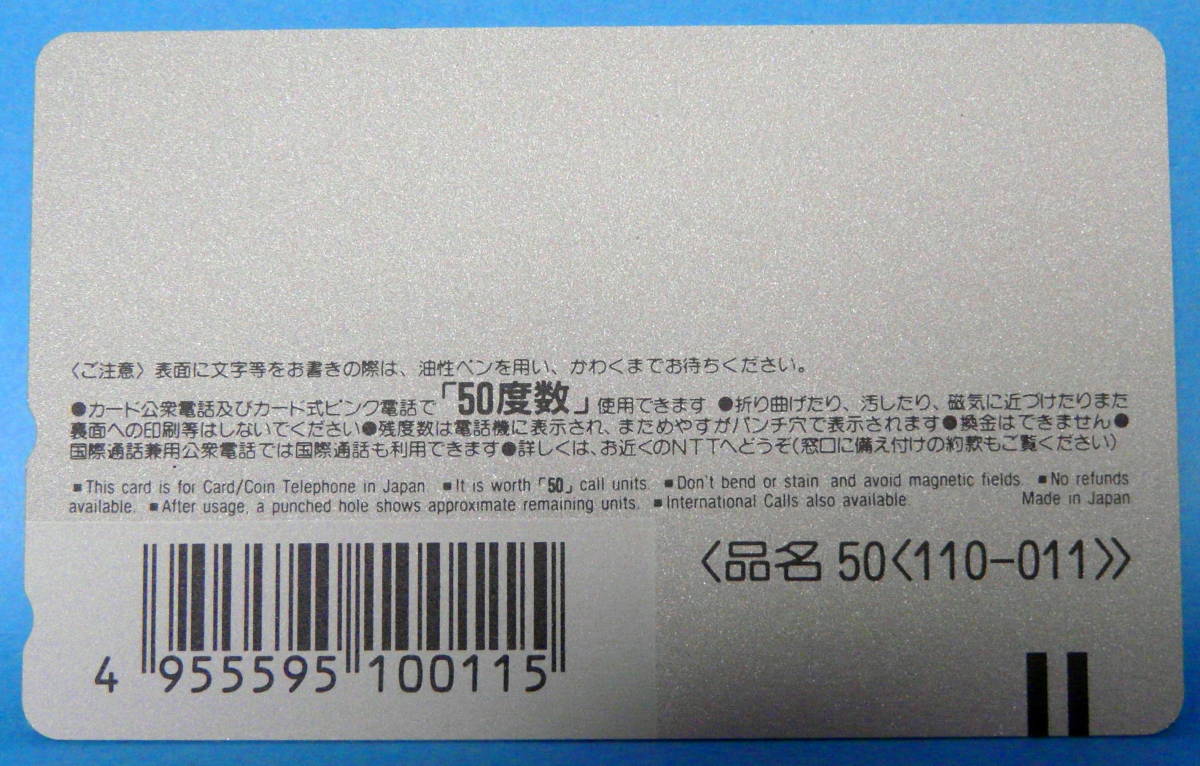 〈ご注意〉表面に文字等をお書きの際は、油性ペンを用い、かわくまでお待ちください。
●カード公衆電話及びカード式ピンク電話で「50度数」使用できます ●折り曲げたり、汚したり、磁気に近づけたりまた
裏面への印刷等はしないでください●残度数は電話機に表示され、まためやすがパンチ穴で表示されます●換金はできません●
国際通話兼用公衆電話では国際通話も利用できます●詳しくは、お近くのNTTへどうぞ(窓口に備え付けの約款もご覧ください)
■This card is for Card/Coin Telephone in Japan ■It is worth「50」call units. ■Don't bend or stain and avoid magnetic fields. ■No refunds
available. ■After usage, a punched hole shows approximate remaining units. ■International Calls also available. Made in Japan
〈品名 50〈110-011〉〉
4 955595 100115